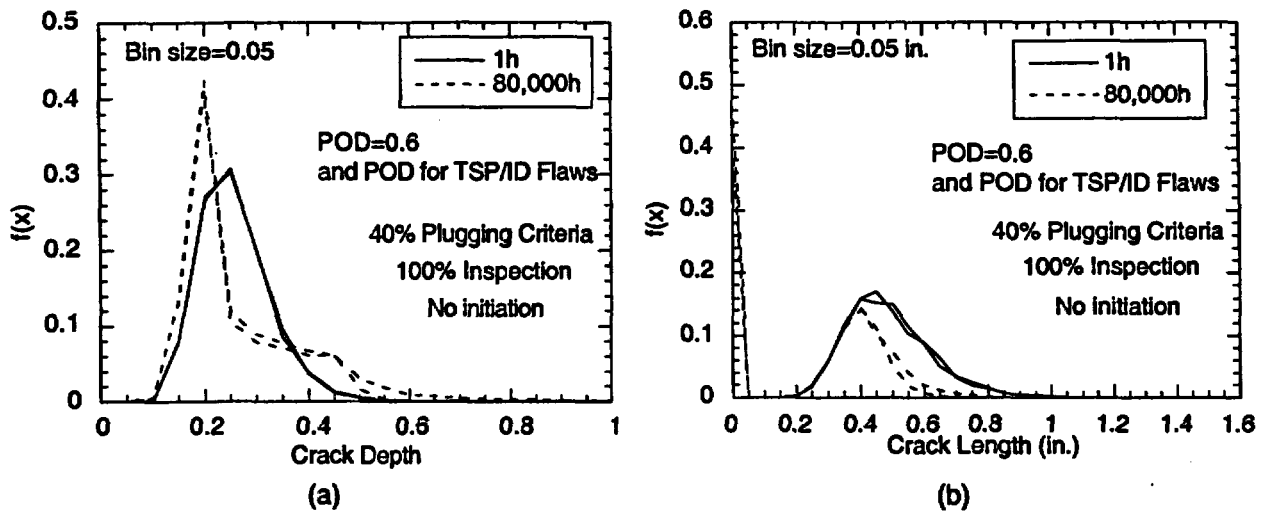 Bin size=0.05
1h
80,000h
POD=0.6
and POD for TSP/ID Flaws
40% Plugging Criteria
100% Inspection
No initiation
f(x)
0.5
0.4
0.3
0.2
0.1
0
0 0.2 0.4 0.6 0.8 1
Crack Depth
(a)
Bin size=0.05 in.
1h
80,000h
POD=0.6
and POD for TSP/ID Flaws
40% Plugging Criteria
100% Inspection
No initiation
f(x)
0.6
0.5
0.4
0.3
0.2
0.1
0
0 0.2 0.4 0.6 0.8 1 1.2 1.4 1.6
Crack Length (in.)
(b)